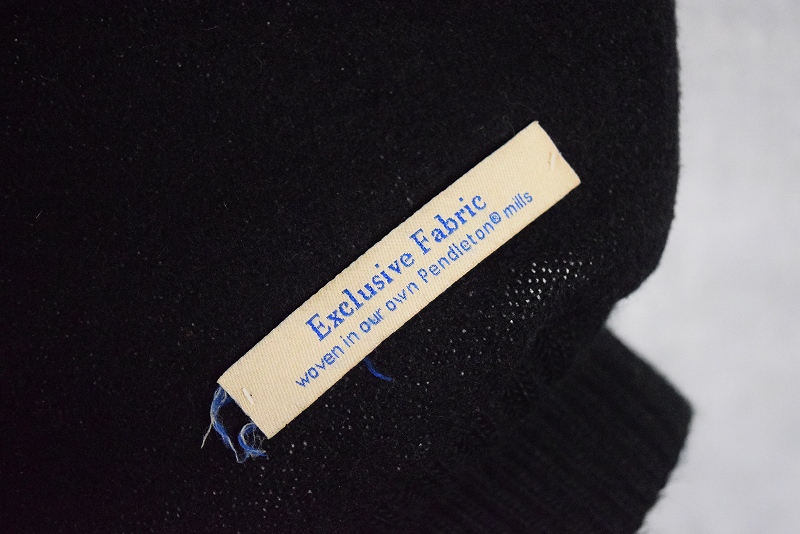 Exclusive Fabric
woven in our own Pendleton® mills